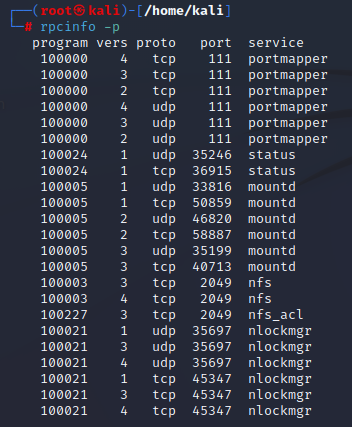 ┌──(root㉿kali)-[/home/kali]
└─# rpcinfo -p
program vers proto port service
100000 4 tcp 111 portmapper
100000 3 tcp 111 portmapper
100000 2 tcp 111 portmapper
100000 4 udp 111 portmapper
100000 3 udp 111 portmapper
100000 2 udp 111 portmapper
100024 1 udp 35246 status
100024 1 tcp 36915 status
100005 1 udp 33816 mountd
100005 1 tcp 50859 mountd
100005 2 udp 46820 mountd
100005 2 tcp 58887 mountd
100005 3 udp 35199 mountd
100005 3 tcp 40713 mountd
100003 3 tcp 2049 nfs
100003 4 tcp 2049 nfs
100227 3 tcp 2049 nfs_acl
100021 1 udp 35697 nlockmgr
100021 3 udp 35697 nlockmgr
100021 4 udp 35697 nlockmgr
100021 1 tcp 45347 nlockmgr
100021 3 tcp 45347 nlockmgr
100021 4 tcp 45347 nlockmgr